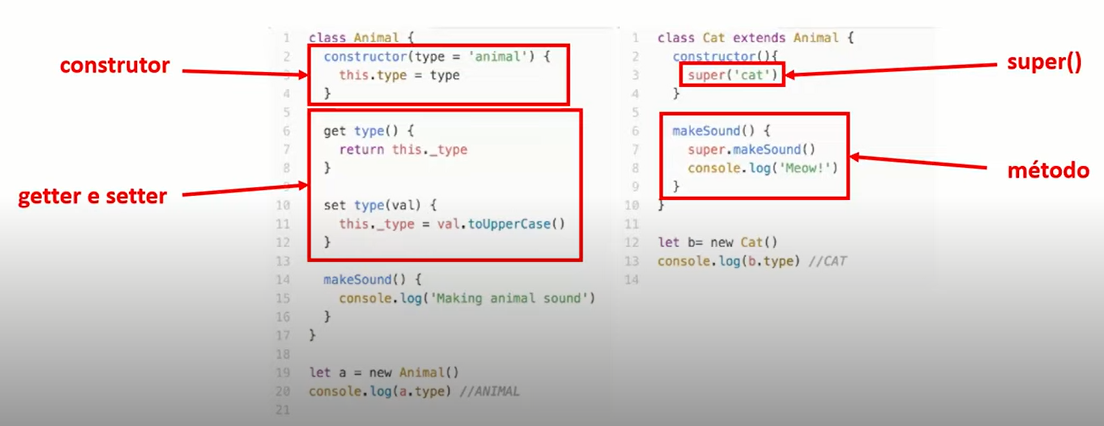 construtor
getter e setter
1 class Animal {
2 constructor(type = 'animal') {
3 this.type = type
4 }
5
6 get type() {
7 return this._type
8 }
9
10 set type(val) {
11 this._type = val.toUpperCase()
12 }
13
14 makeSound() {
15 console.log('Making animal sound')
16 }
17 }
18
19 let a = new Animal()
20 console.log(a.type) //ANIMAL
21
1 class Cat extends Animal {
2 constructor(){
3 super('cat')
4 }
5
6 makeSound() {
7 super.makeSound()
8 console.log('Meow!')
9 }
10 }
11
12 let b= new Cat()
13 console.log(b.type) //CAT
14
super()
método